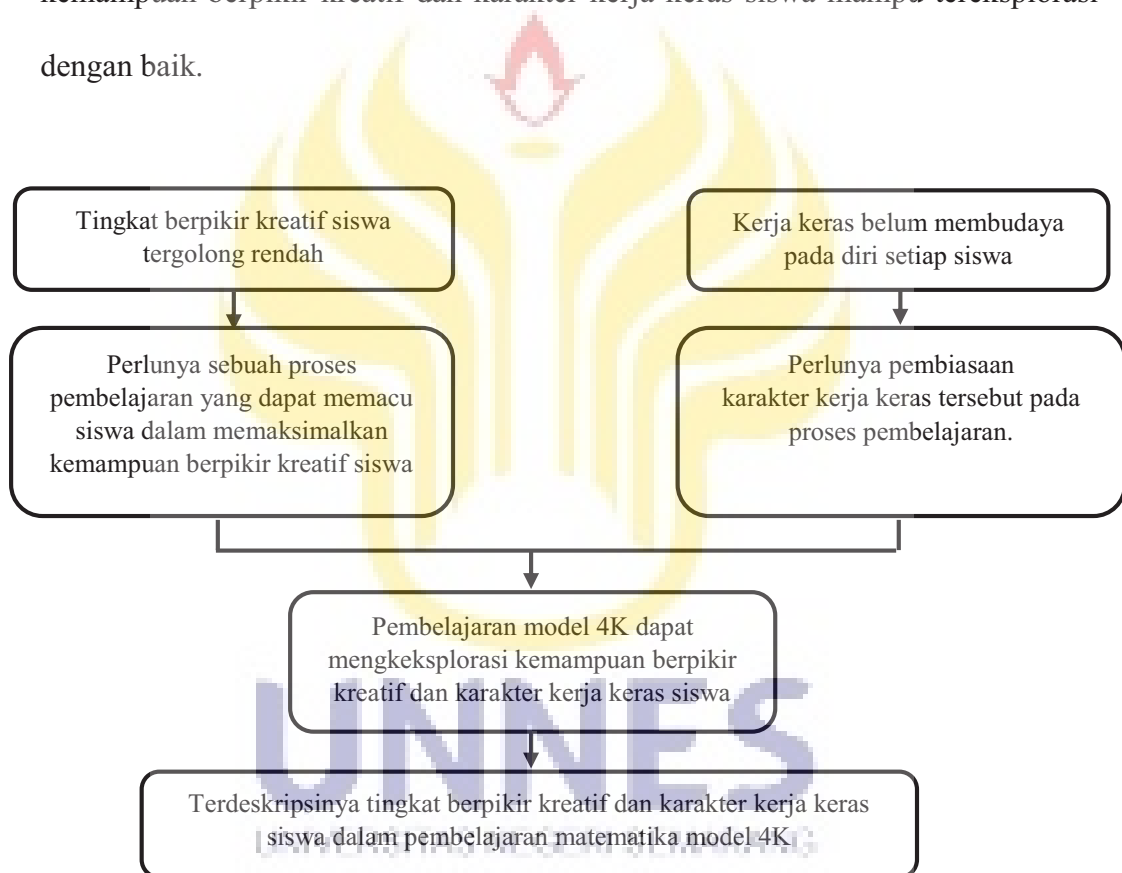 kemampuan berpikir kreatif dan karakter kerja keras siswa mampu tereksplorasi
dengan baik.
Tingkat berpikir kreatif siswa
tergolong rendah
Kerja keras belum membudaya
pada diri setiap siswa
Perlunya sebuah proses
pembelajaran yang dapat memacu
siswa dalam memaksimalkan
kemampuan berpikir kreatif siswa
Perlunya pembiasaan
karakter kerja keras tersebut pada
proses pembelajaran.
Pembelajaran model 4K dapat
mengkeksplorasi kemampuan berpikir
kreatif dan karakter kerja keras siswa
UNNES
Terdeskripsinya tingkat berpikir kreatif dan karakter kerja keras
siswa dalam pembelajaran matematika model 4K